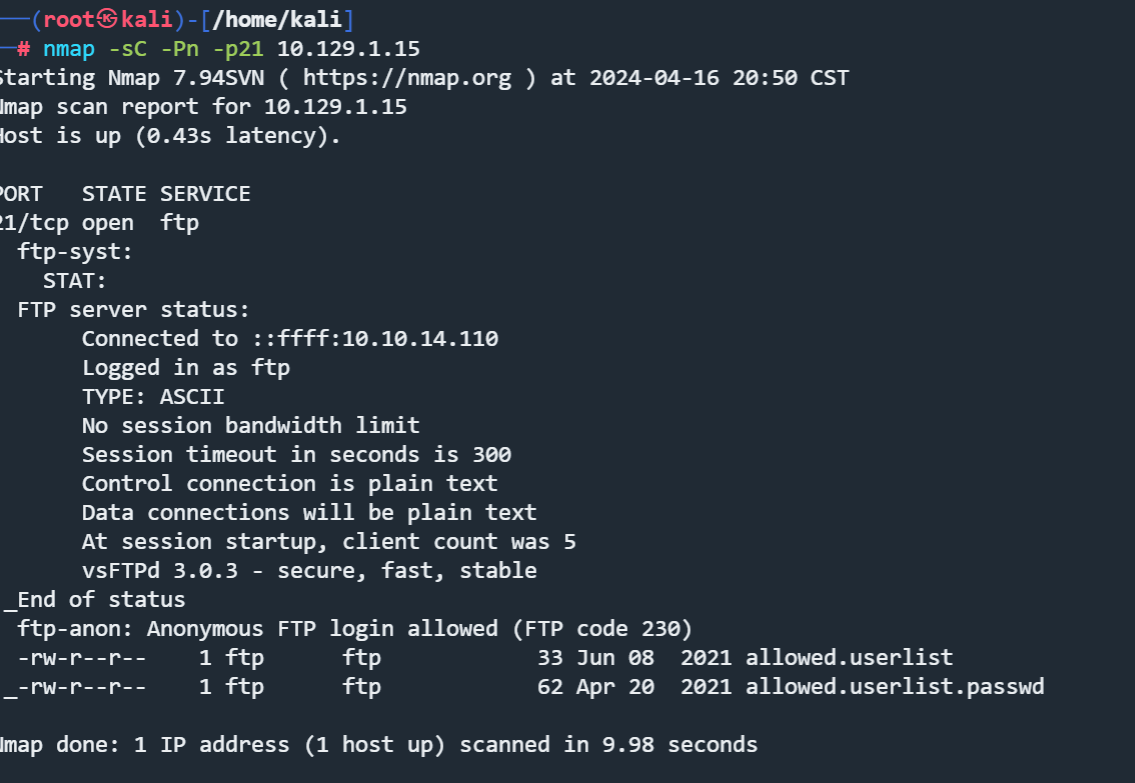 ──(root㉿kali)-[/home/kali]
─# nmap -sC -Pn -p21 10.129.1.15
Starting Nmap 7.94SVN ( https://nmap.org ) at 2024-04-16 20:50 CST
Nmap scan report for 10.129.1.15
Host is up (0.43s latency).
PORT   STATE SERVICE
21/tcp open  ftp
ftp-syst:
STAT:
FTP server status:
Connected to ::ffff:10.10.14.110
Logged in as ftp
TYPE: ASCII
No session bandwidth limit
Session timeout in seconds is 300
Control connection is plain text
Data connections will be plain text
At session startup, client count was 5
vsFTPd 3.0.3 - secure, fast, stable
_End of status
ftp-anon: Anonymous FTP login allowed (FTP code 230)
-rw-r--r--    1 ftp      ftp            33 Jun 08  2021 allowed.userlist
_-rw-r--r--    1 ftp      ftp            62 Apr 20  2021 allowed.userlist.passwd
Nmap done: 1 IP address (1 host up) scanned in 9.98 seconds